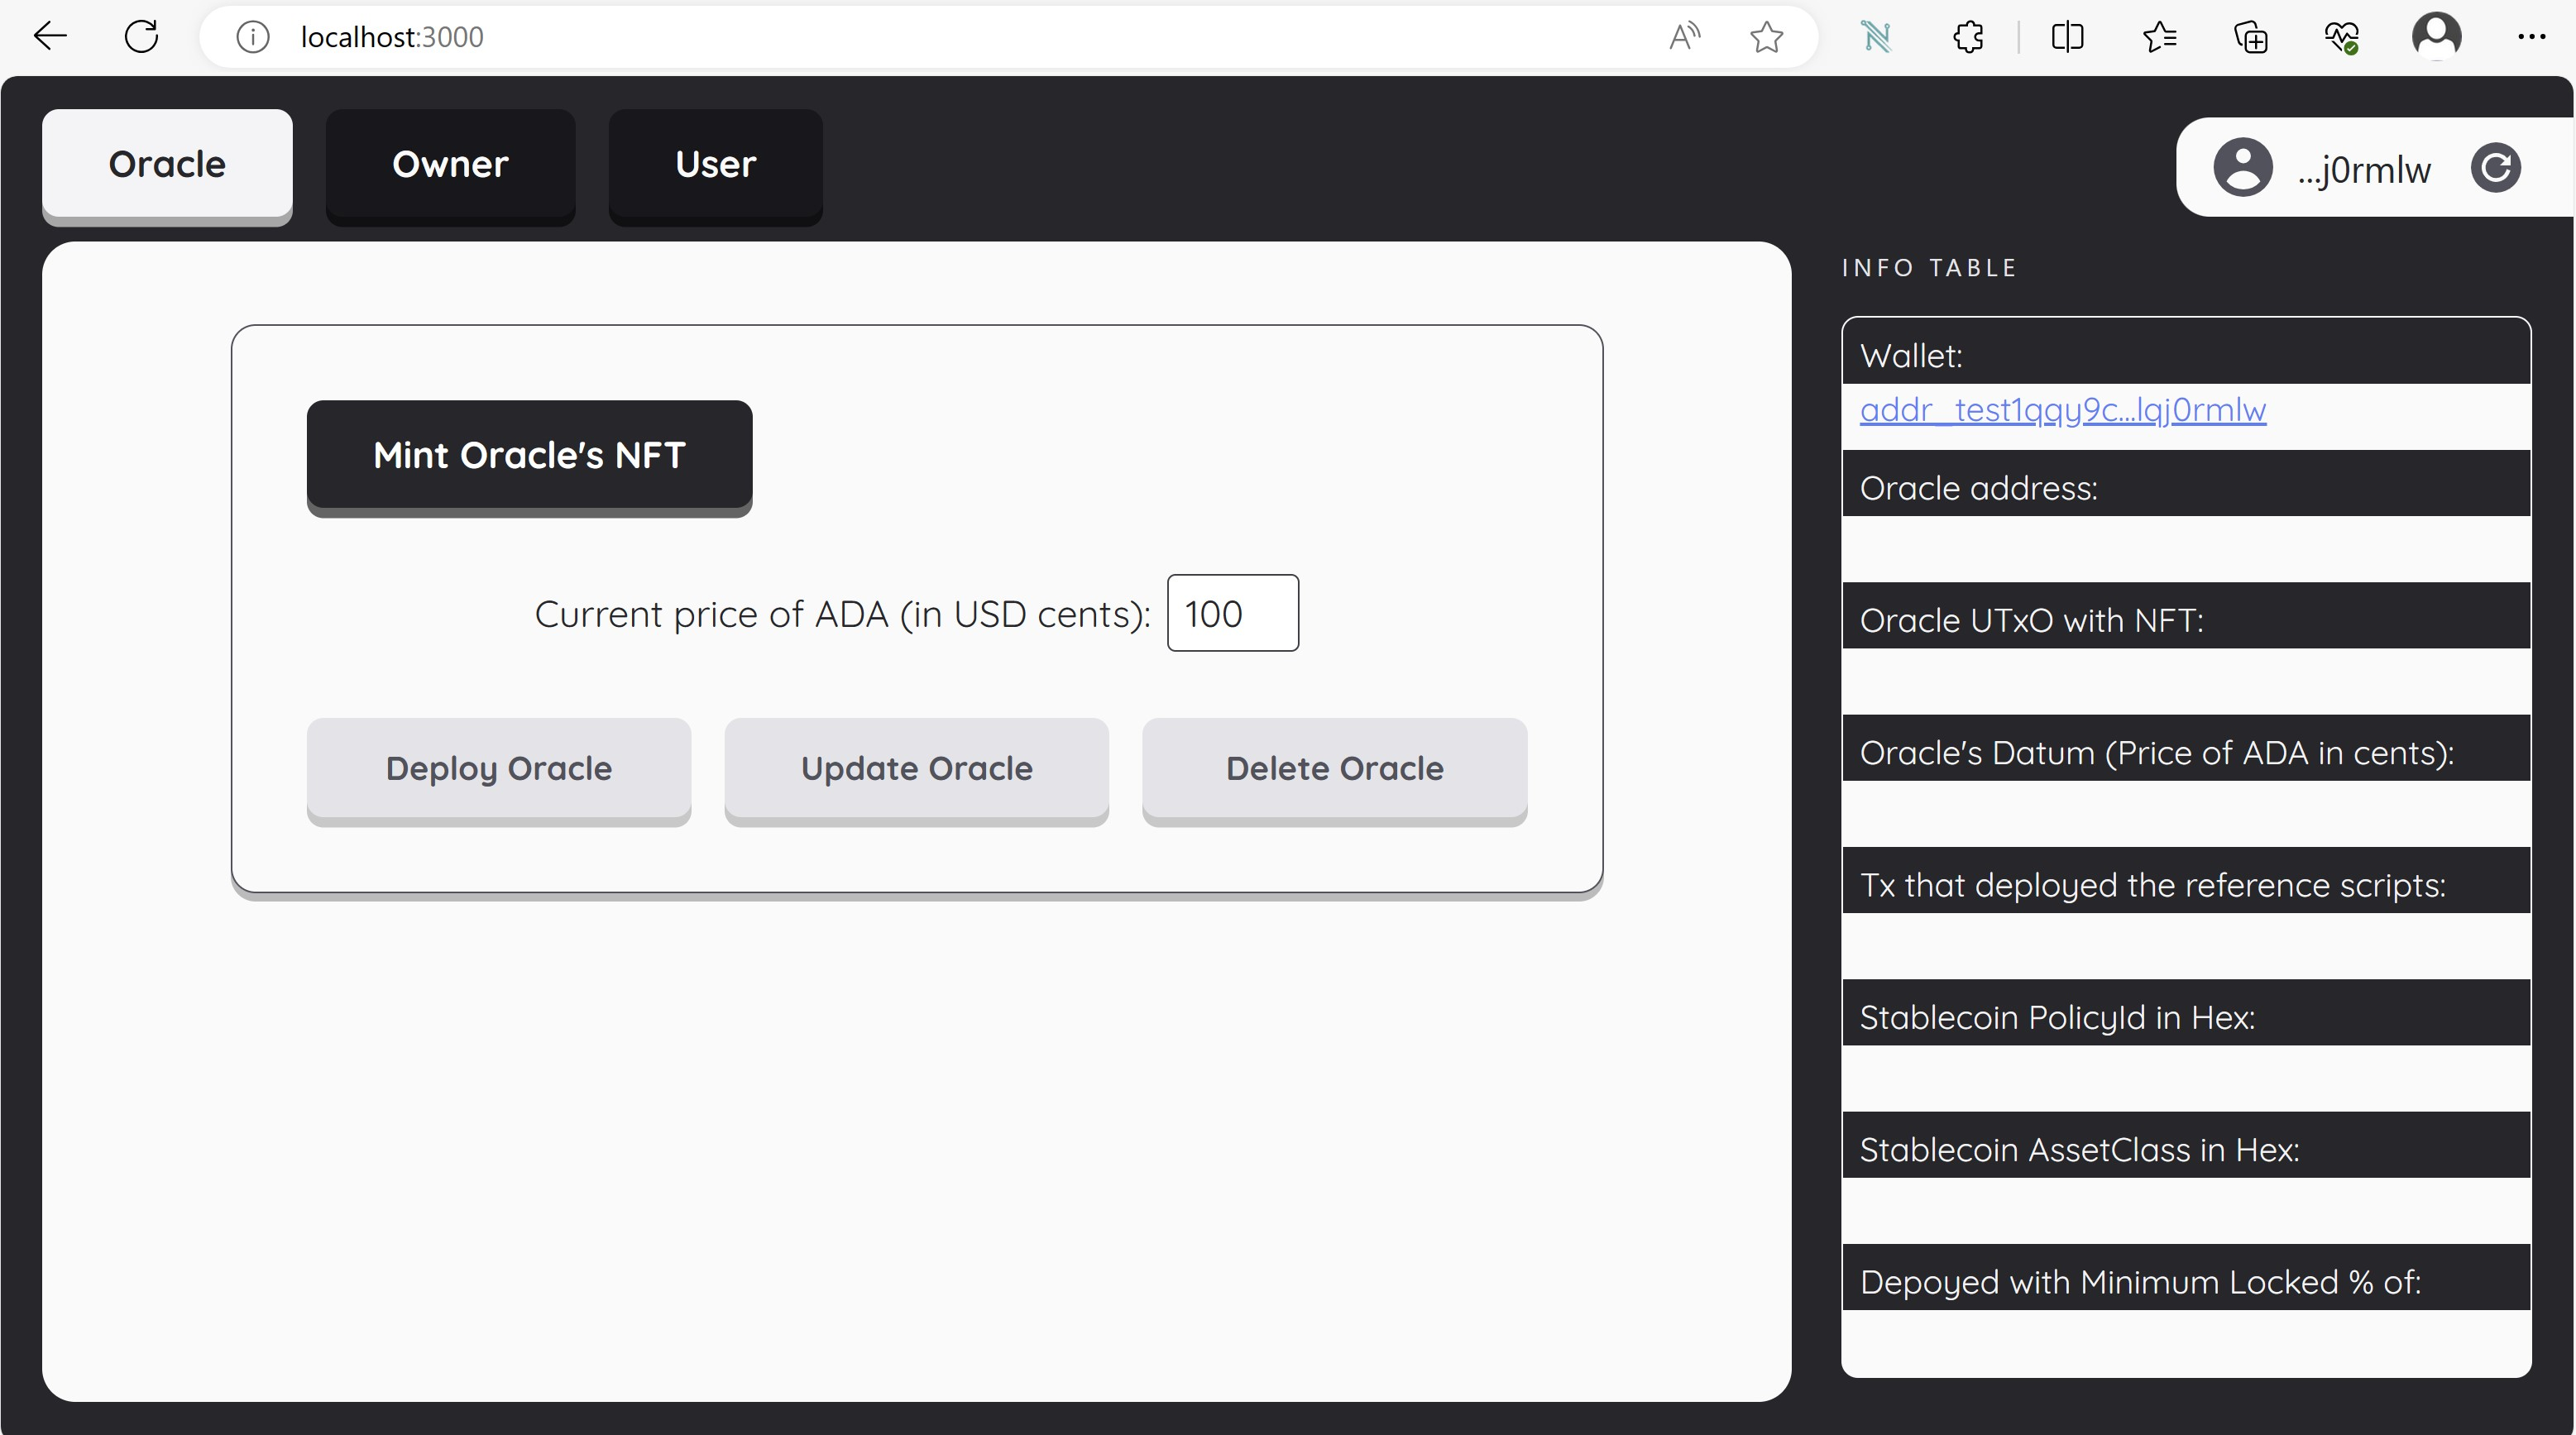 localhost:3000
Oracle
Owner
User
...j0rmlw
Mint Oracle's NFT
Current price of ADA (in USD cents): 100
Deploy Oracle
Update Oracle
Delete Oracle
INFO TABLE
Wallet:
addr_test1qqy9c...lqj0rmlw
Oracle address:
Oracle UTxO with NFT:
Oracle's Datum (Price of ADA in cents):
Tx that deployed the reference scripts:
Stablecoin PolicyId in Hex:
Stablecoin AssetClass in Hex:
Depoyed with Minimum Locked % of: